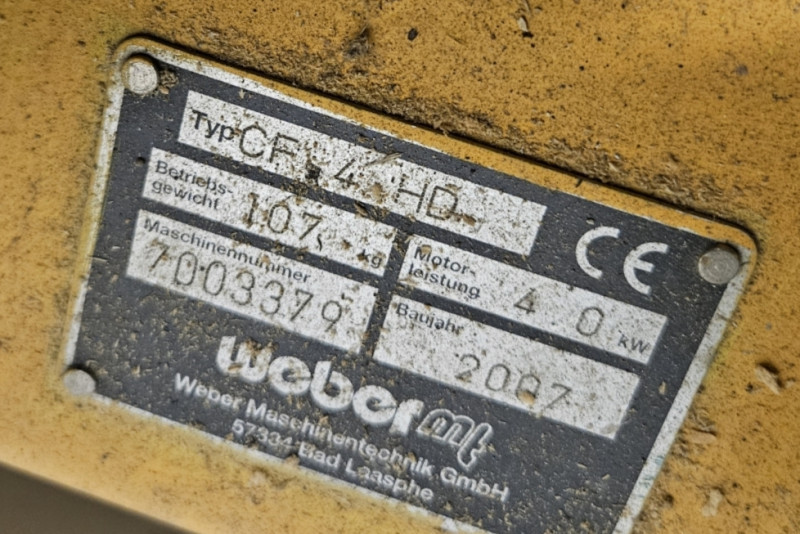 Typ CF 4 HD
Betriebs-
gewicht 107 kg
Motor-
leistung 4.0 kW
CE
Maschinennummer
7003379
Baujahr
2007
weber mt
Weber Maschinentechnik GmbH
57334 Bad Laasphe